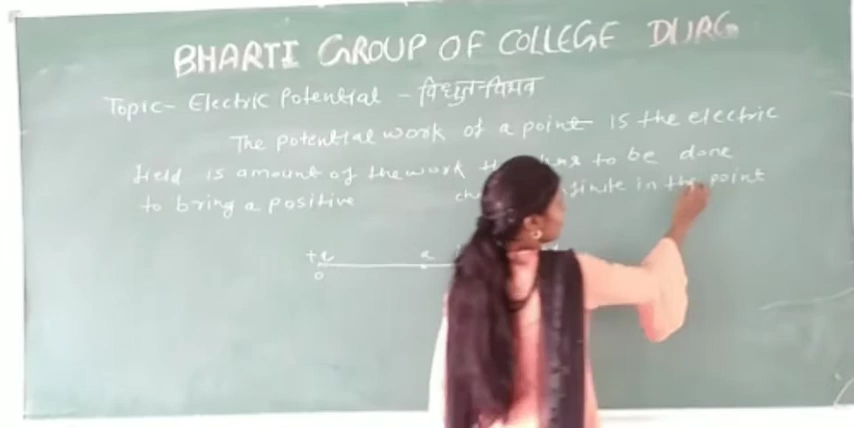 BHARTI GROUP OF COLLEGE DURG
Topic- Electric Potential - विद्युत-विभव
The potential work of a point is the electric
field is amount of the work to be done
to bring a positive in the point
+q a
o